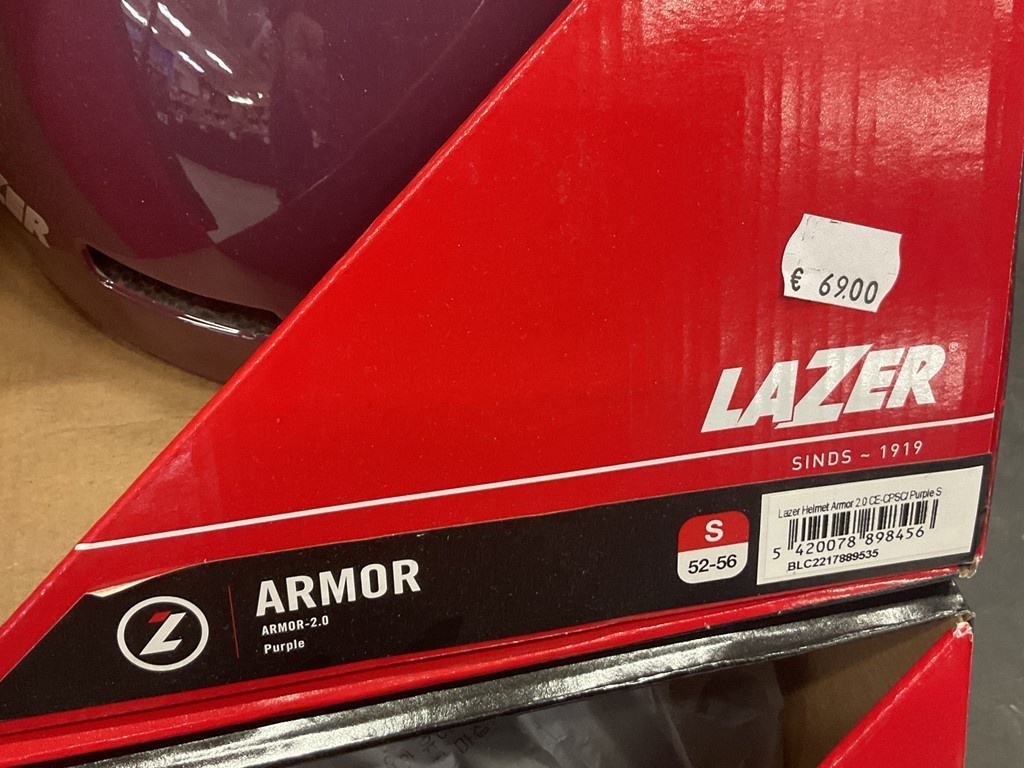 ZER
€ 69.00
LAZER®
SINDS ~ 1919
Lazer Helmet Armor 2.0 CE-CPSC/ Purple S
5 420078 898456
BLC2217889535
S
52-56
Z
ARMOR
ARMOR-2.0
Purple